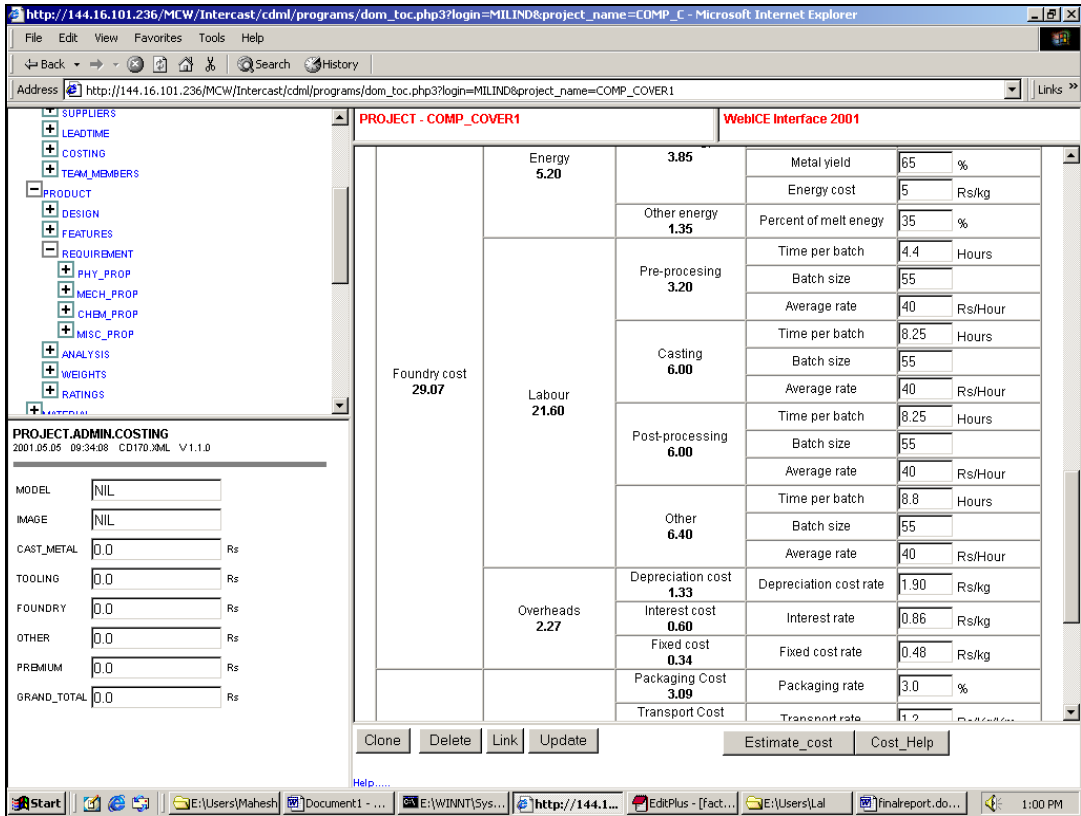 http://144.16.101.236/MCW/Intercast/cdml/programs/dom_toc.php3?login=MILIND&project_name=COMP_C - Microsoft Internet Explorer
File Edit View Favorites Tools Help
Back Search History
Address http://144.16.101.236/MCW/Intercast/cdml/programs/dom_toc.php3?login=MILIND&project_name=COMP_COVER1 Links »
SUPPLIERS
LEADTIME
COSTING
TEAM_MEMBERS
PRODUCT
DESIGN
FEATURES
REQUIREMENT
PHY_PROP
MECH_PROP
CHEM_PROP
MISC_PROP
ANALYSIS
WEIGHTS
RATINGS
PROJECT.ADMIN.COSTING
2001.05.05 09:34:08 CD170.XML V1.1.0
MODEL NIL
IMAGE NIL
CAST_METAL 0.0 Rs
TOOLING 0.0 Rs
FOUNDRY 0.0 Rs
OTHER 0.0 Rs
PREMIUM 0.0 Rs
GRAND_TOTAL 0.0 Rs
PROJECT - COMP_COVER1 WebICE Interface 2001
Energy
5.20
3.85
Metal yield 65 %
Energy cost 5 Rs/kg
Other energy
1.35
Percent of melt enegy 35 %
Foundry cost
29.07
Labour
21.60
Pre-procesing
3.20
Time per batch 4.4 Hours
Batch size 55
Average rate 40 Rs/Hour
Casting
6.00
Time per batch 8.25 Hours
Batch size 55
Average rate 40 Rs/Hour
Post-processing
6.00
Time per batch 8.25 Hours
Batch size 55
Average rate 40 Rs/Hour
Other
6.40
Time per batch 8.8 Hours
Batch size 55
Average rate 40 Rs/Hour
Overheads
2.27
Depreciation cost
1.33
Depreciation cost rate 1.90 Rs/kg
Interest cost
0.60
Interest rate 0.86 Rs/kg
Fixed cost
0.34
Fixed cost rate 0.48 Rs/kg
Packaging Cost
3.09
Packaging rate 3.0 %
Transport Cost
Transport rate 1.2
Clone Delete Link Update Estimate_cost Cost_Help
Help.....
Start E:\Users\Mahesh Document1 - ... E:\WINNT\Sys... http://144.1... EditPlus - [Fact... E:\Users\Lal finalreport.do... 1:00 PM